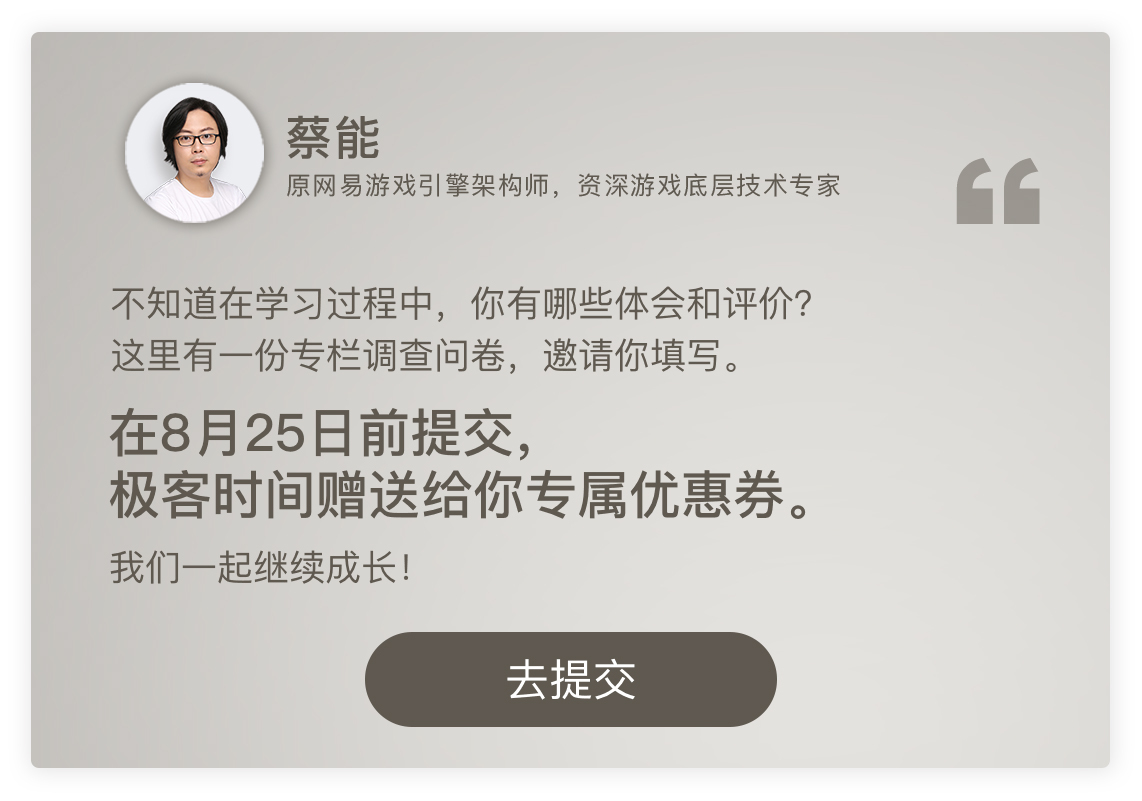 蔡能
原网易游戏引擎架构师，资深游戏底层技术专家
不知道在学习过程中，你有哪些体会和评价？
这里有一份专栏调查问卷，邀请你填写。
在8月25日前提交，
极客时间赠送给你专属优惠券。
我们一起继续成长！
去提交